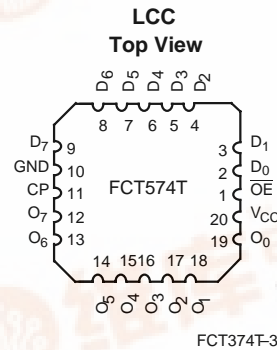 LCC
Top View
D6 D5 D4 D3 D2
8 7 6 5 4
D7 9
GND 10
CP 11
O7 12
O6 13
FCT574T
3 D1
2 D0
1 OE
20 VCC
19 O0
14 15 16 17 18
O5 O4 O3 O2 O1
FCT374T–3